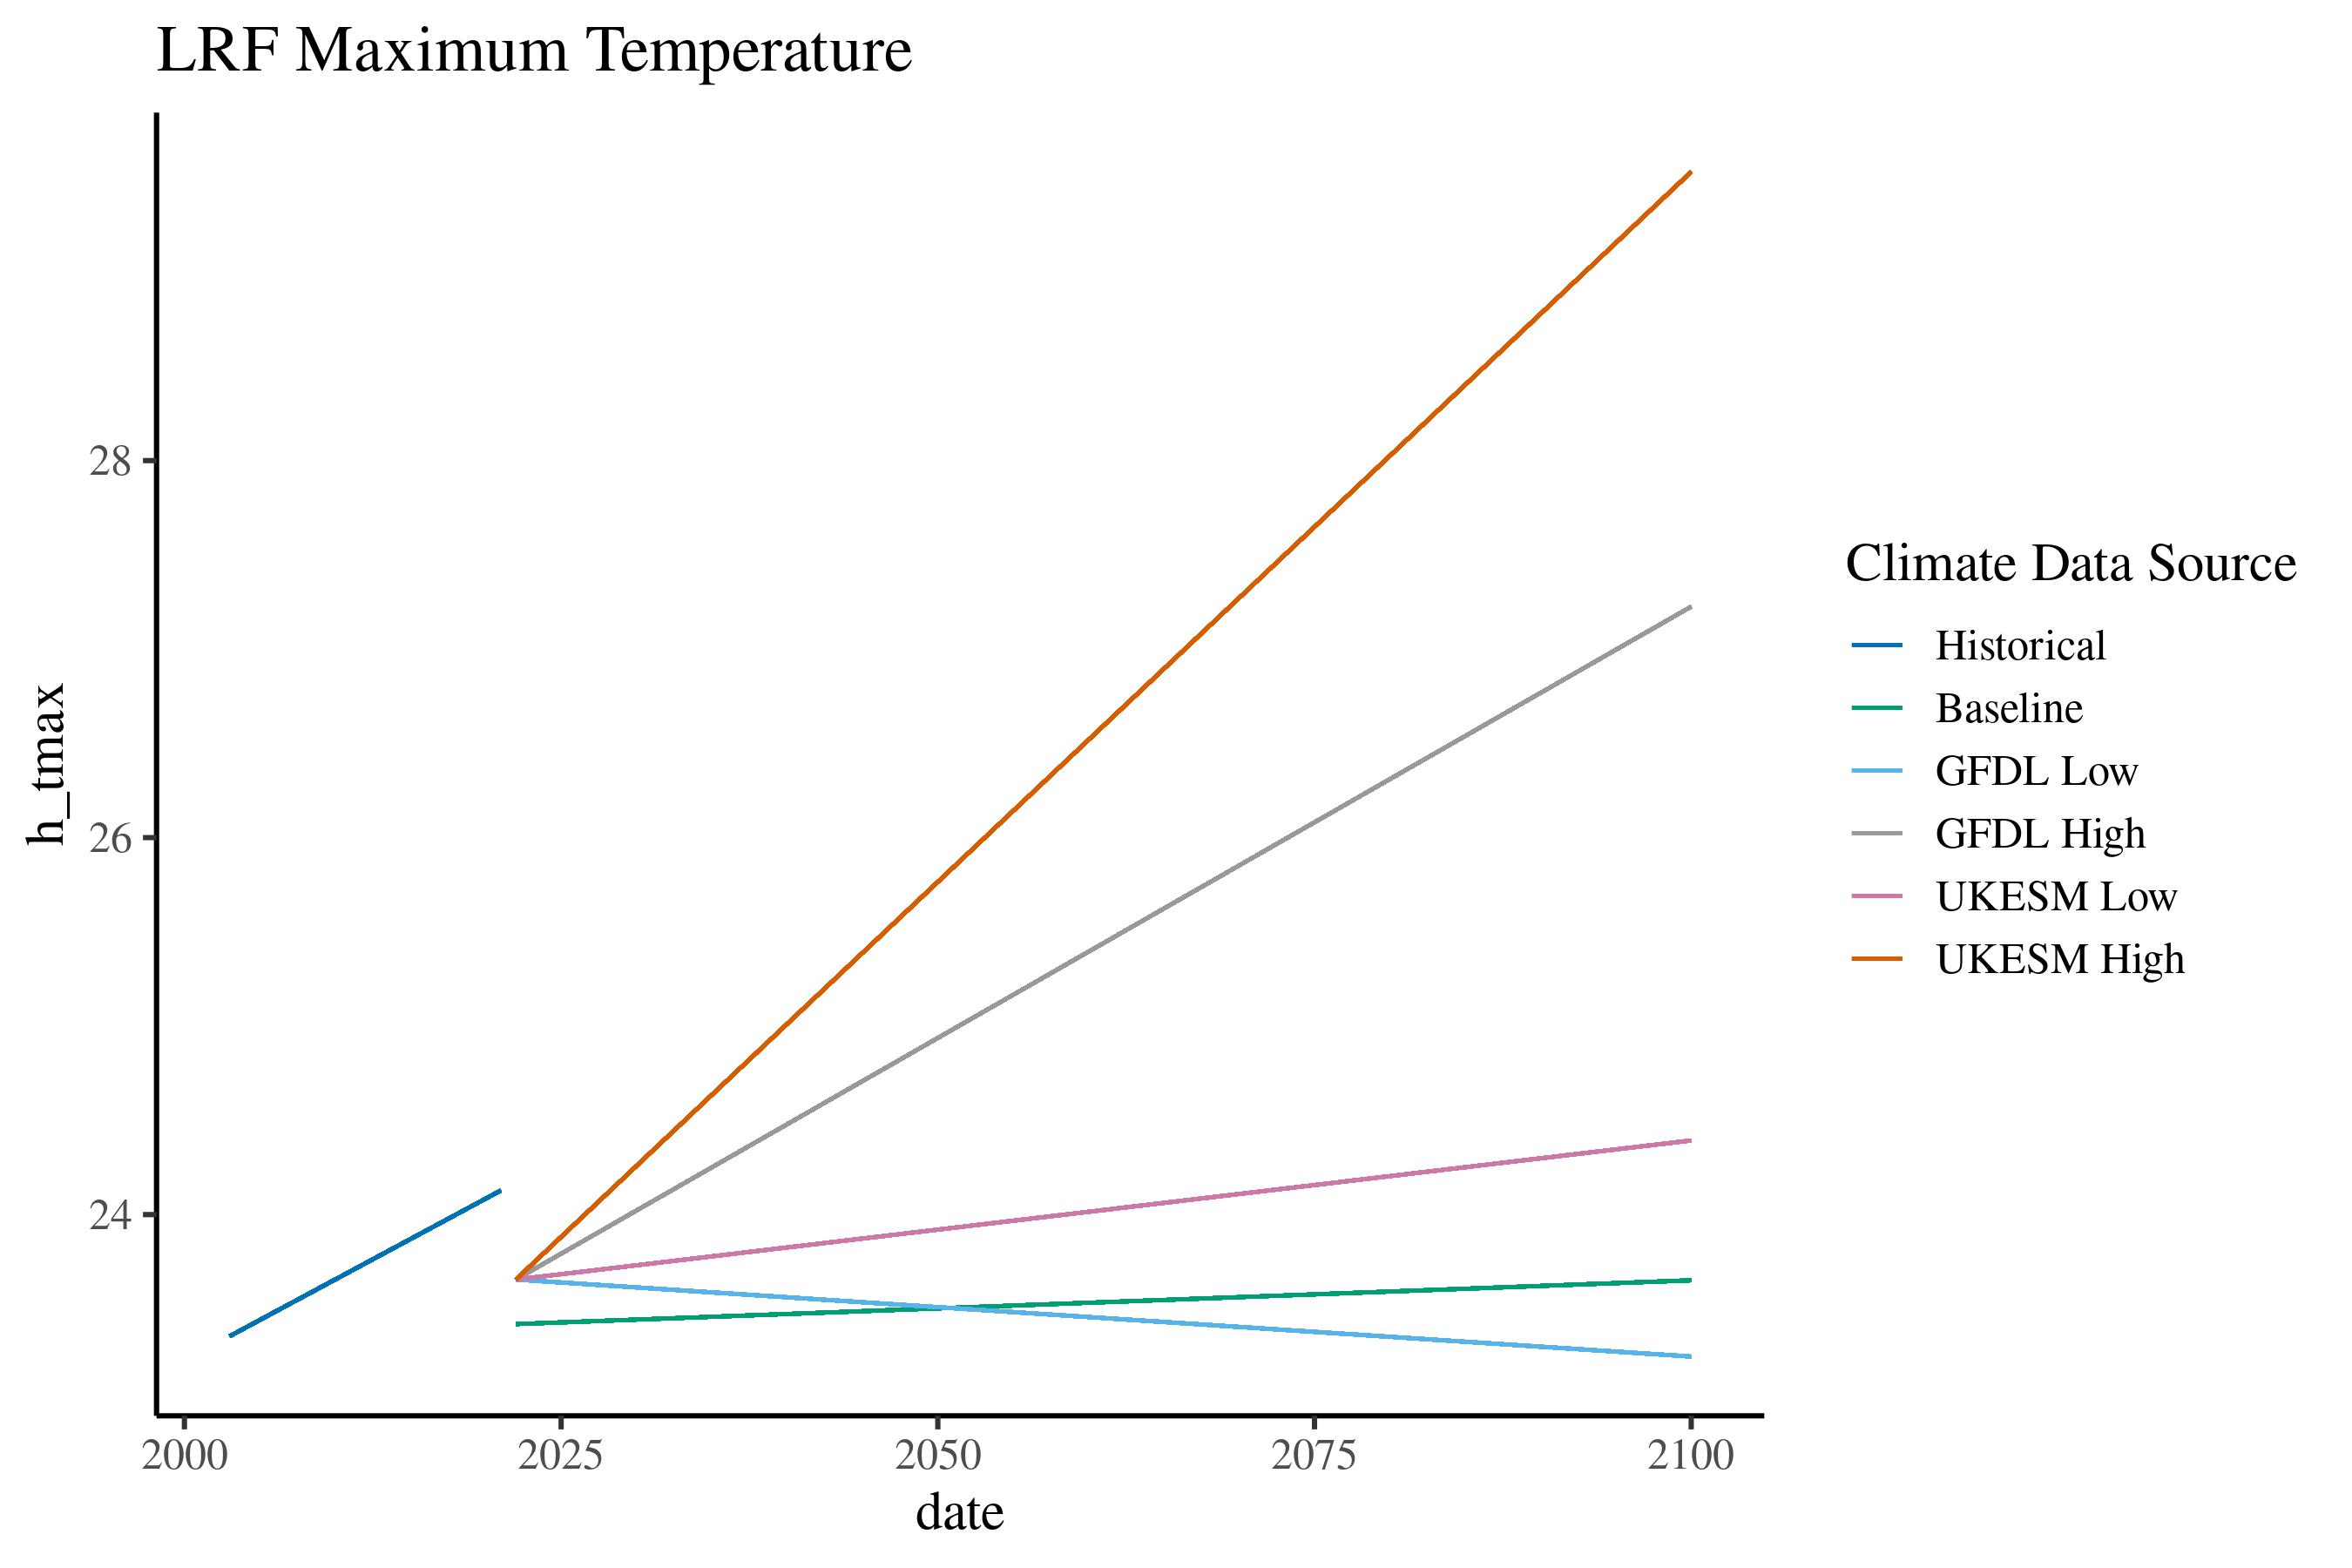 LRF Maximum Temperature
h_tmax
28
26
24
2000 2025 2050 2075 2100
date
Climate Data Source
Historical
Baseline
GFDL Low
GFDL High
UKESM Low
UKESM High